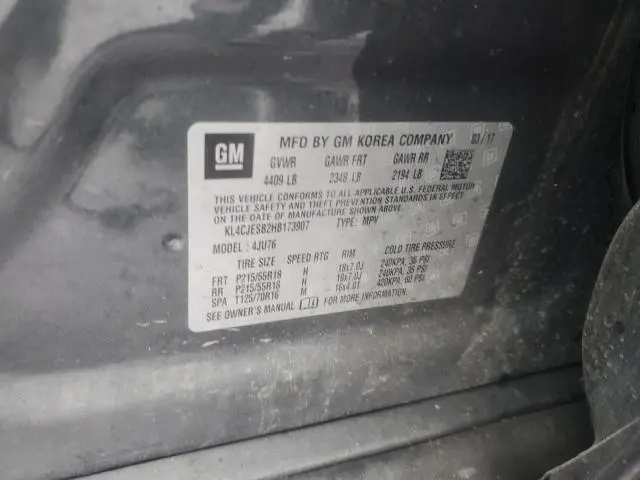 GM MFD BY GM KOREA COMPANY 03/17
GVWR GAWR FRT GAWR RR
4409 LB 2348 LB 2194 LB
THIS VEHICLE CONFORMS TO ALL APPLICABLE U.S. FEDERAL MOTOR
VEHICLE SAFETY, BUMPER, AND THEFT PREVENTION STANDARDS IN EFFECT
ON THE DATE OF MANUFACTURE SHOWN ABOVE.
KL4CJESB2HB173907 TYPE: MPV
MODEL: 4JU76
TIRE SIZE SPEED RTG RIM COLD TIRE PRESSURE
FRT P215/55R18 H 18x7.0J 240KPA, 35 PSI
RR P215/55R18 H 18x7.0J 240KPA, 35 PSI
SPA T125/70R16 M 16x4.0T 420KPA, 60 PSI
SEE OWNER'S MANUAL FOR MORE INFORMATION.